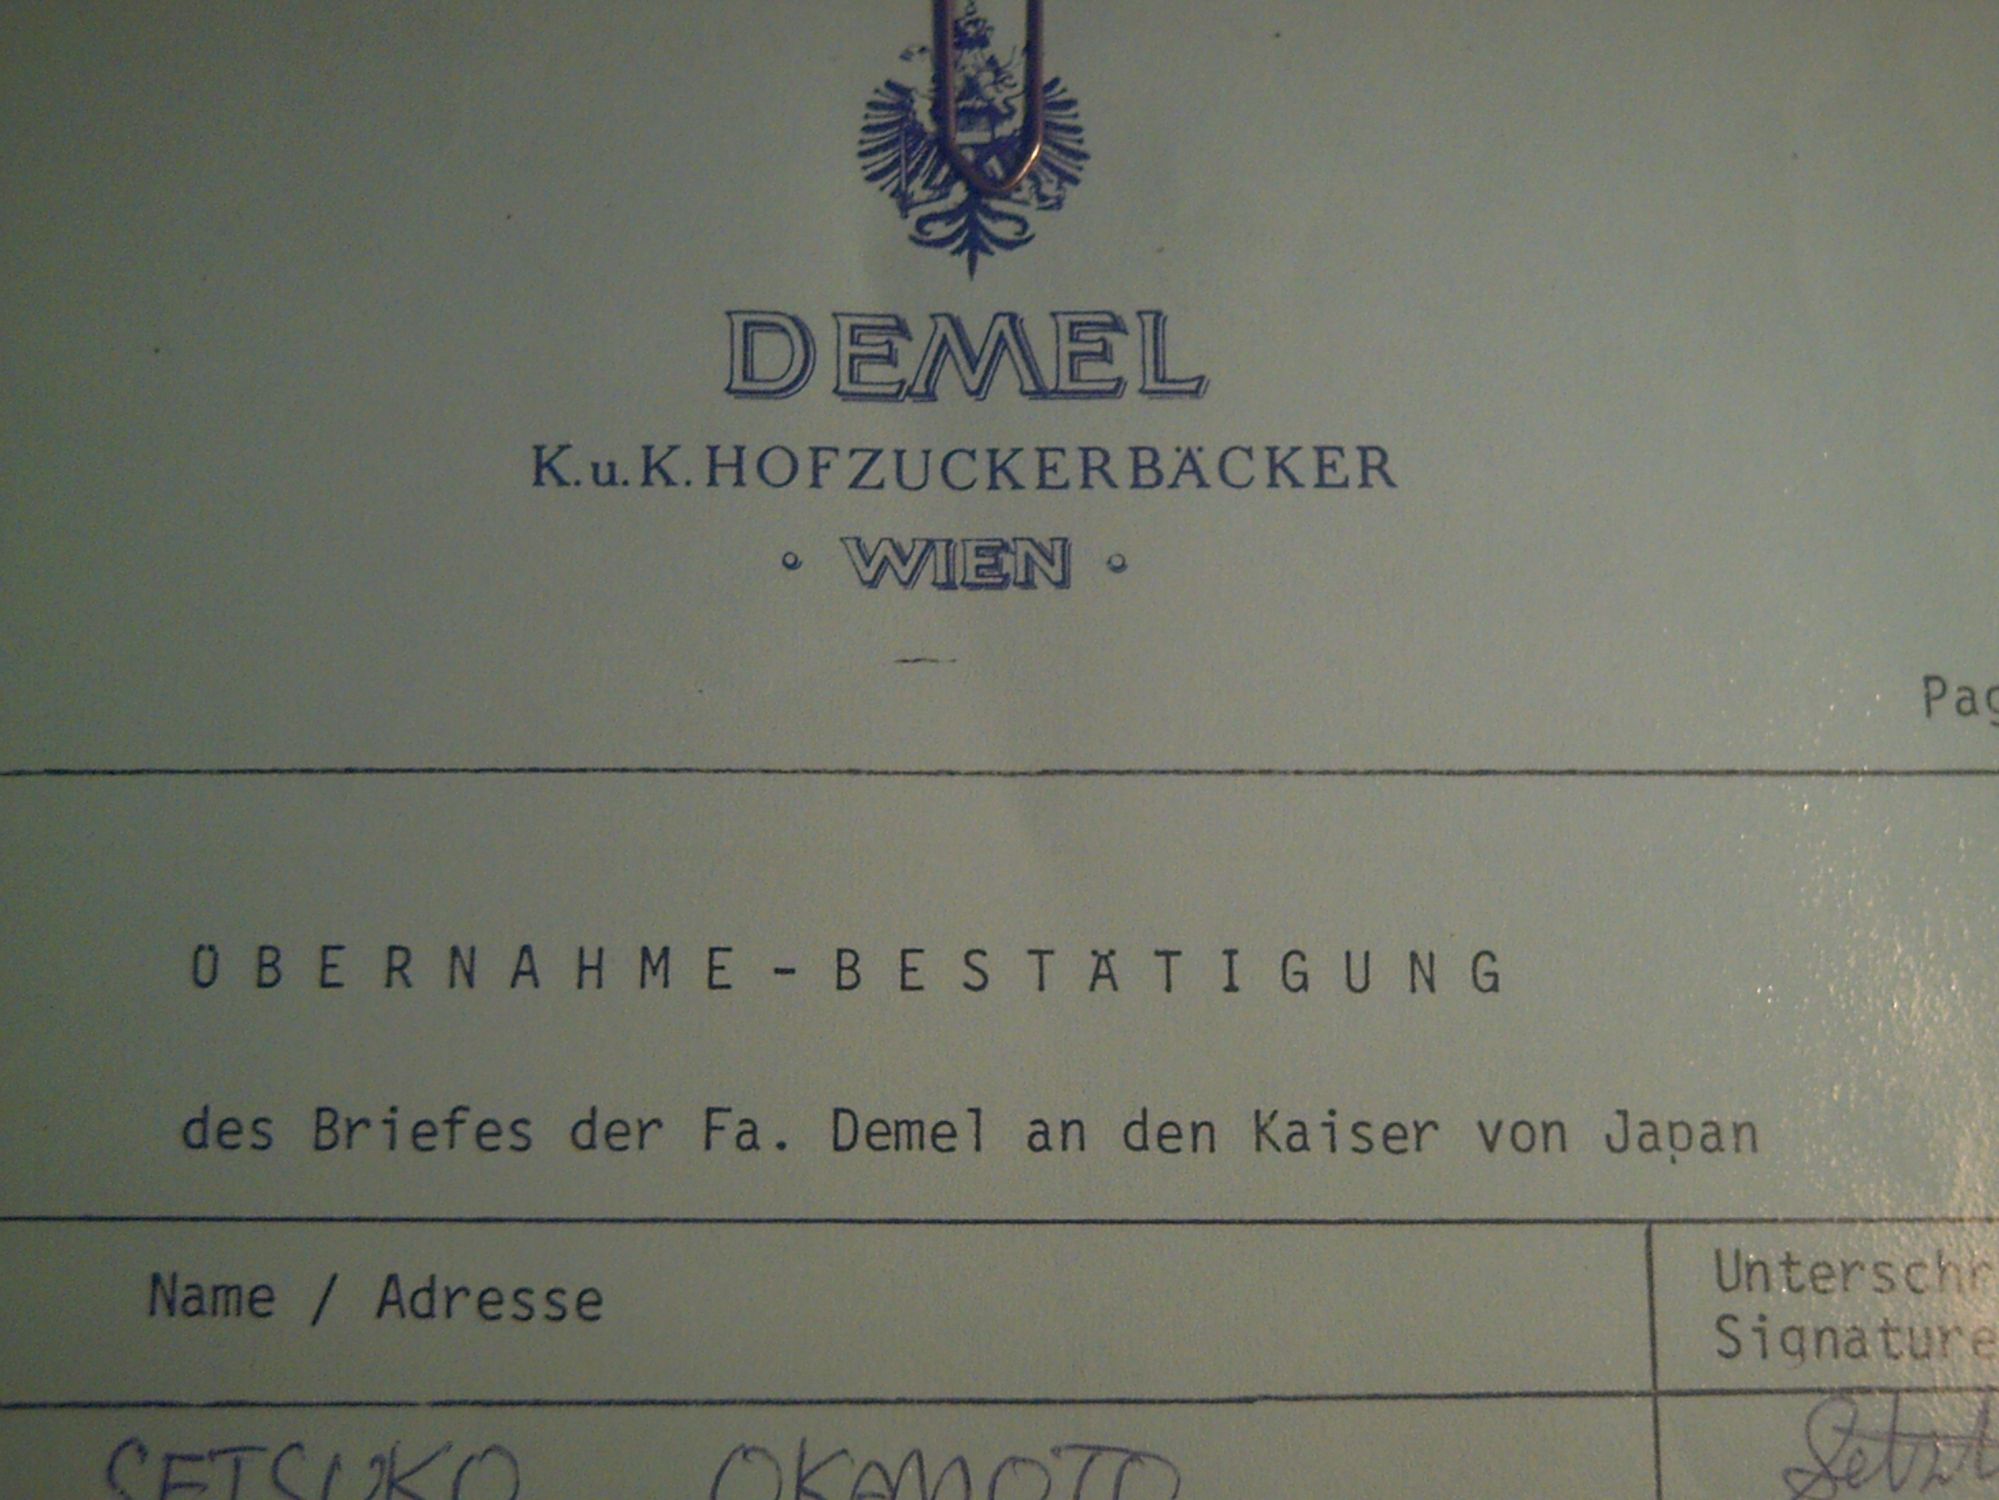 DEMEL
K.u.K. HOFZUCKERBÄCKER
· WIEN ·
Pag
ÜBERNAHME-BESTÄTIGUNG
des Briefes der Fa. Demel an den Kaiser von Japan
Name / Adresse
Unterschr
Signature
SETSUKO OKAMOTO